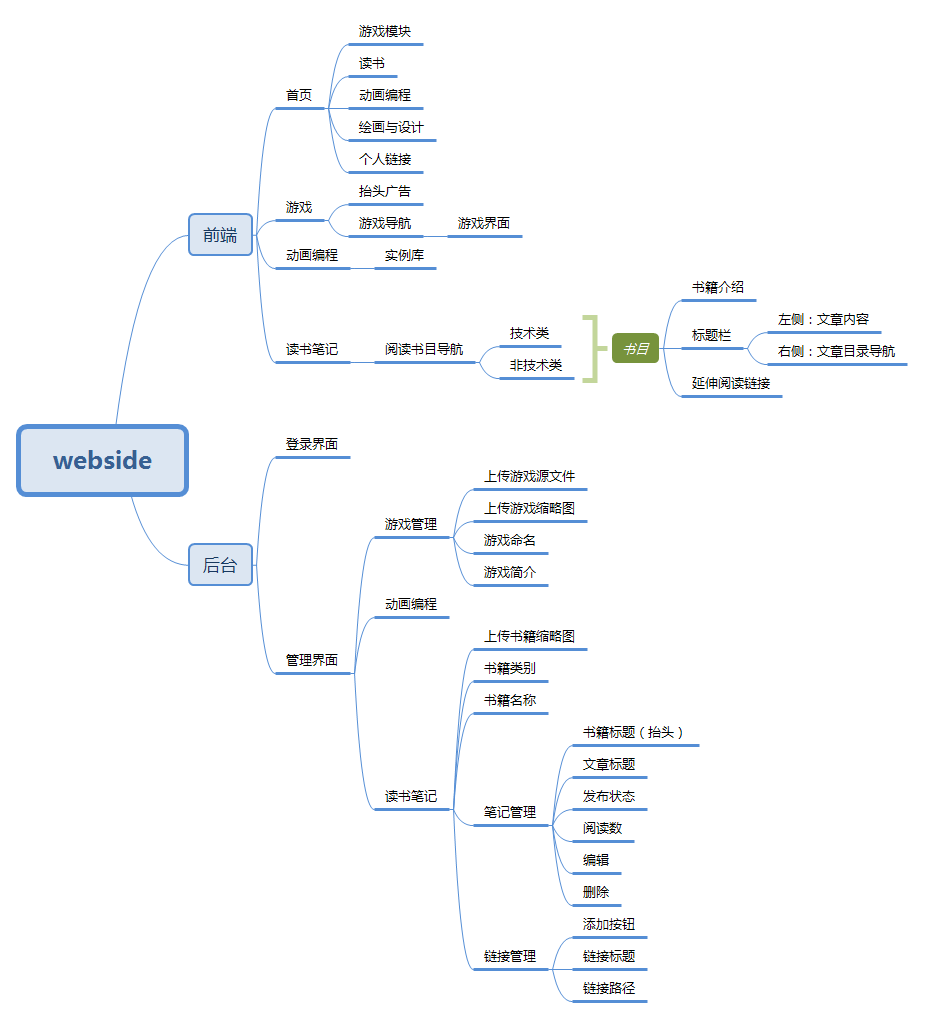 webside
前端
首页
游戏模块
读书
动画编程
绘画与设计
个人链接
游戏
抬头广告
游戏导航
游戏界面
动画编程
实例库
读书笔记
阅读书目导航
技术类
非技术类
书目
书籍介绍
标题栏
左侧：文章内容
右侧：文章目录导航
延伸阅读链接
后台
登录界面
管理界面
游戏管理
上传游戏源文件
上传游戏缩略图
游戏命名
游戏简介
动画编程
读书笔记
上传书籍缩略图
书籍类别
书籍名称
笔记管理
书籍标题（抬头）
文章标题
发布状态
阅读数
编辑
删除
链接管理
添加按钮
链接标题
链接路径